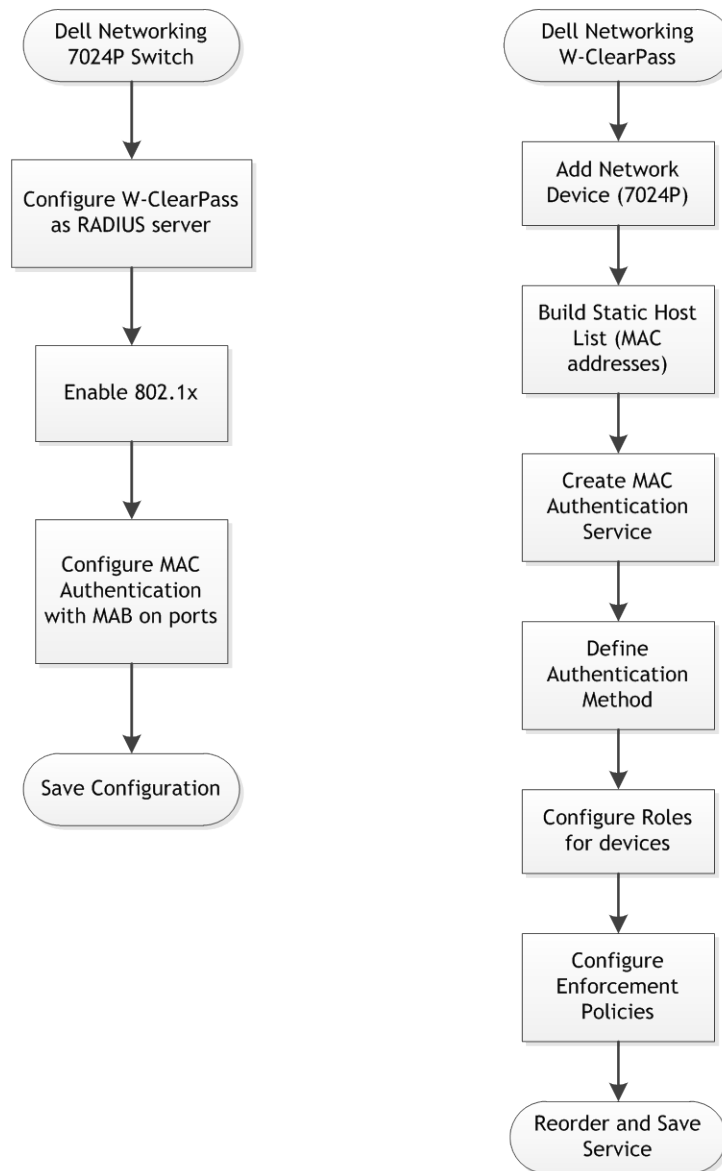 Dell Networking
7024P Switch
Configure W-ClearPass
as RADIUS server
Enable 802.1x
Configure MAC
Authentication
with MAB on ports
Save Configuration
Dell Networking
W-ClearPass
Add Network
Device (7024P)
Build Static Host
List (MAC
addresses)
Create MAC
Authentication
Service
Define
Authentication
Method
Configure Roles
for devices
Configure
Enforcement
Policies
Reorder and Save
Service